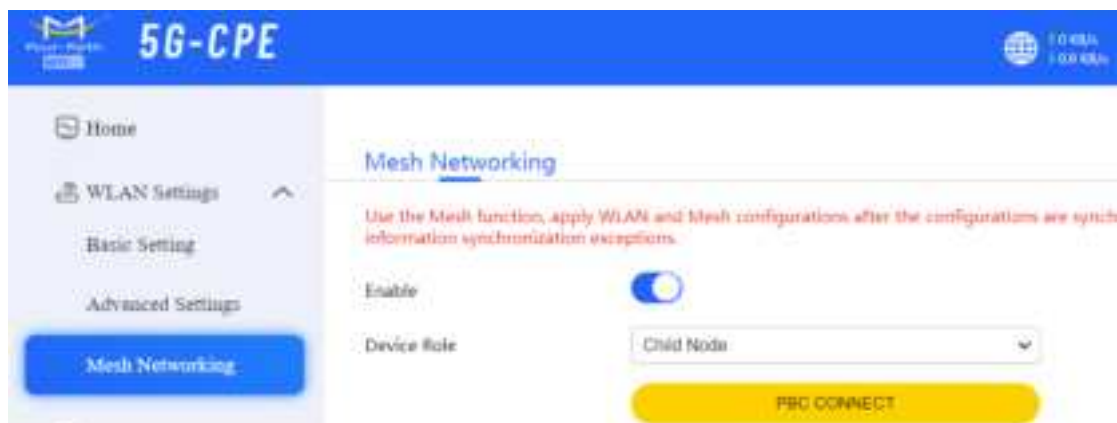 5G-CPE
Home
Mesh Networking
WLAN Settings
Use the Mesh function, apply WLAN and Mesh configurations after the configurations are synch
information synchronization exceptions.
Basic Setting
Enable
Advanced Settings
Device Role
Child Node
Mesh Networking
PBC CONNECT